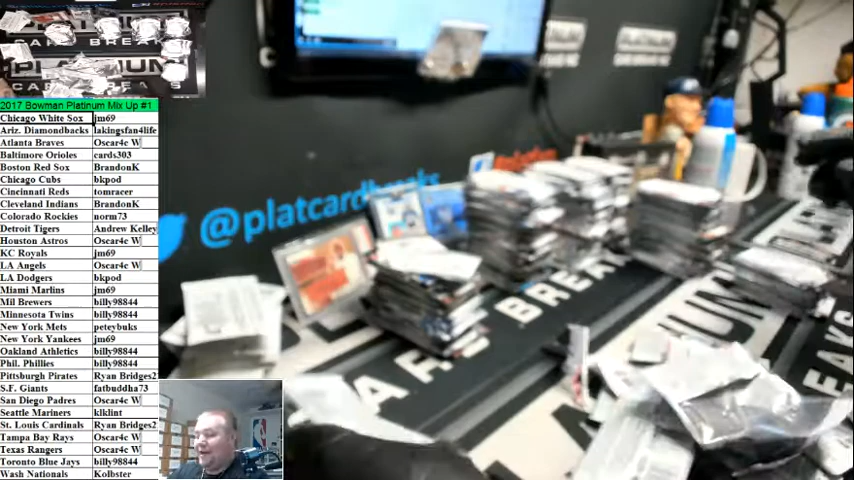 CARD BREAKS
PLATINUM
2017 Bowman Platinum Mix Up #1
Chicago White Sox jm69
Ariz. Diamondbacks lakingsfan4life
Atlanta Braves Oscar4c W
Baltimore Orioles cards303
Boston Red Sox BrandonK
Chicago Cubs bkpod
Cincinnati Reds tomracer
Cleveland Indians BrandonK
Colorado Rockies norm73
Detroit Tigers Andrew Kelley
Houston Astros Oscar4c W
KC Royals jm69
LA Angels Oscar4c W
LA Dodgers bkpod
Miami Marlins jm69
Mil Brewers billy98844
Minnesota Twins billy98844
New York Mets peteybuks
New York Yankees jm69
Oakland Athletics billy98844
Phil. Phillies billy98844
Pittsburgh Pirates Ryan Bridges2
S.F. Giants fatbuddha73
San Diego Padres Oscar4c W
Seattle Mariners klklint
St. Louis Cardinals Ryan Bridges2
Tampa Bay Rays Oscar4c W
Texas Rangers Oscar4c W
Toronto Blue Jays billy98844
Wash Nationals Kolbster
@platcardbreaks
BREAKS